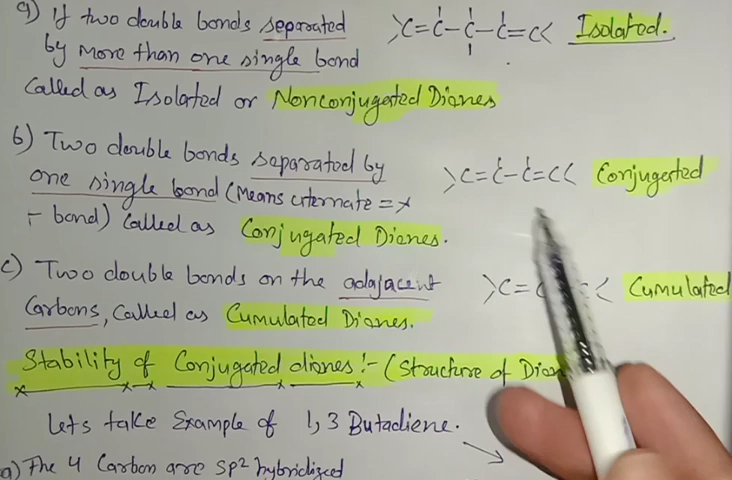 a) If two double bonds separated >C=C-C-C=C< Isolated.
by more than one single bond
Called as Isolated or Nonconjugated Dienes
b) Two double bonds separated by >C=C-C=C< Conjugated
one single bond (Means alternate = &
- bond) Called as Conjugated Dienes.
c) Two double bonds on the adajacent >C= < Cumulated
Carbons, Called as Cumulated Dienes.
Stability of Conjugated dienes :- (Structure of Dien
Lets take Example of 1, 3 Butadiene.
a) The 4 Carbon are SP² hybridized